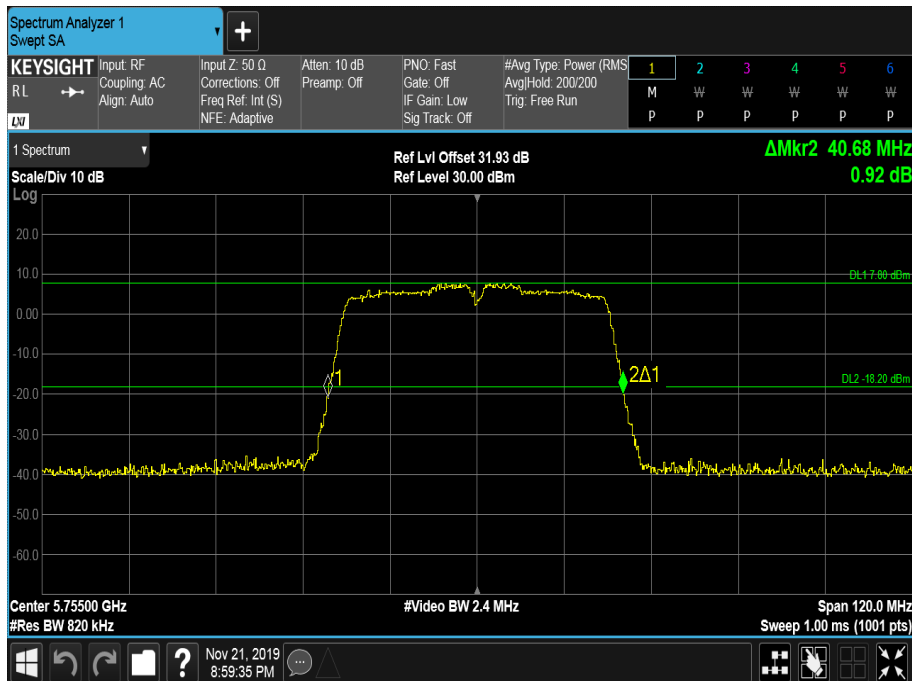 Spectrum Analyzer 1
Swept SA
+
KEYSIGHT Input: RF Input Z: 50 Ω Atten: 10 dB PNO: Fast #Avg Type: Power (RMS 1 2 3 4 5 6
RL Coupling: AC Corrections: Off Preamp: Off Gate: Off Avg|Hold: 200/200 M W W W W W
Align: Auto Freq Ref: Int (S) IF Gain: Low Trig: Free Run
LXI NFE: Adaptive Sig Track: Off P P P P P P
1 Spectrum
Ref Lvl Offset 31.93 dB ΔMkr2 40.68 MHz
Scale/Div 10 dB Ref Level 30.00 dBm 0.92 dB
Log
20.0
10.0
DL1 7.80 dBm
0.00
-10.0
1 2Δ1 DL2 -18.20 dBm
-20.0
-30.0
-40.0
-50.0
-60.0
Center 5.75500 GHz #Video BW 2.4 MHz Span 120.0 MHz
#Res BW 820 kHz Sweep 1.00 ms (1001 pts)
? Nov 21, 2019
8:59:35 PM